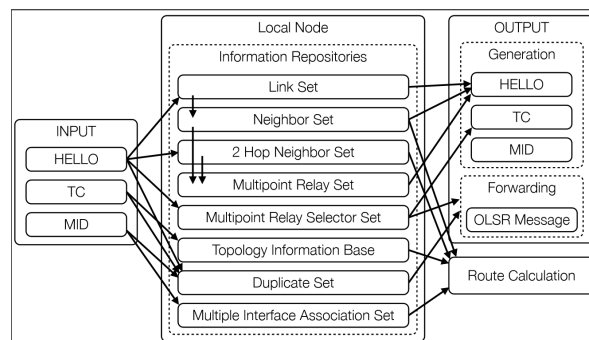 INPUT
HELLO
TC
MID
Local Node
Information Repositories
Link Set
Neighbor Set
2 Hop Neighbor Set
Multipoint Relay Set
Multipoint Relay Selector Set
Topology Information Base
Duplicate Set
Multiple Interface Association Set
OUTPUT
Generation
HELLO
TC
MID
Forwarding
OLSR Message
Route Calculation